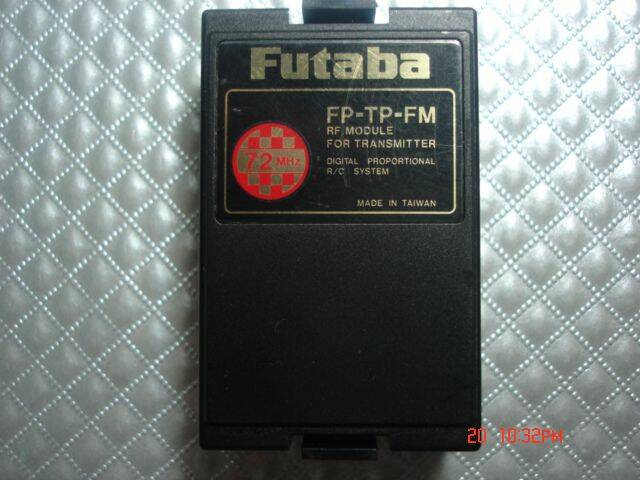 Futaba
FP-TP-FM
RF MODULE
FOR TRANSMITTER
72 MHz
DIGITAL PROPORTIONAL
R/C SYSTEM
MADE IN TAIWAN
20 10:32PM